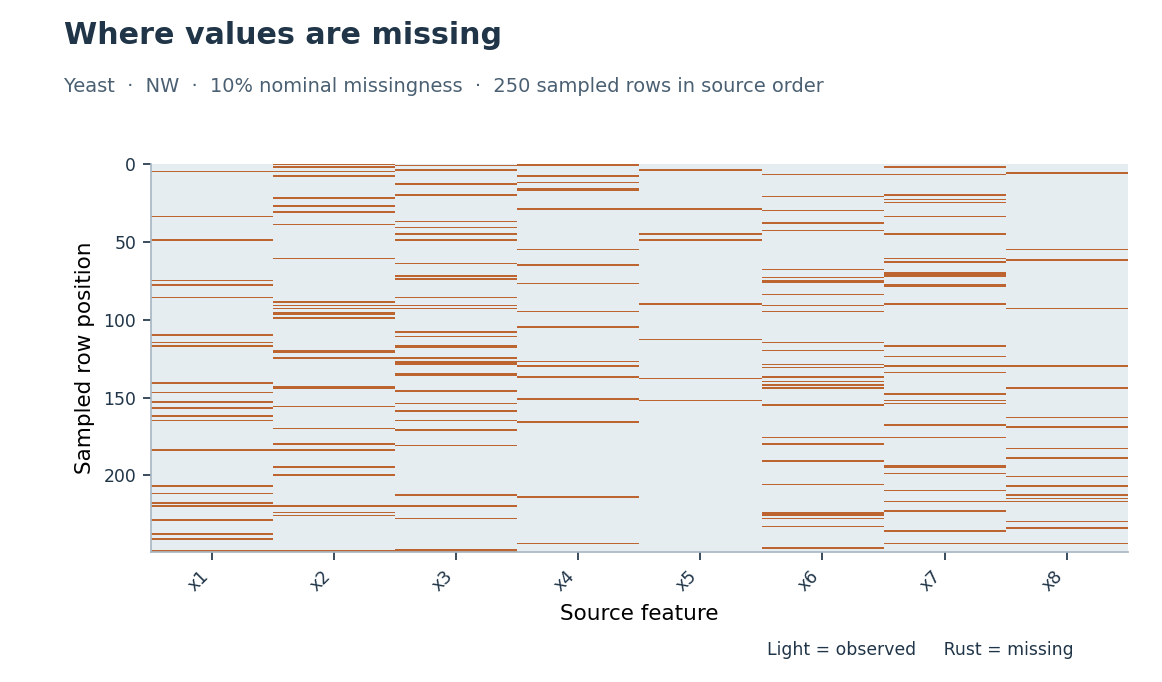 Where values are missing
Yeast · NW · 10% nominal missingness · 250 sampled rows in source order
0
50
100
150
200
Sampled row position
x1 x2 x3 x4 x5 x6 x7 x8
Source feature
Light = observed Rust = missing